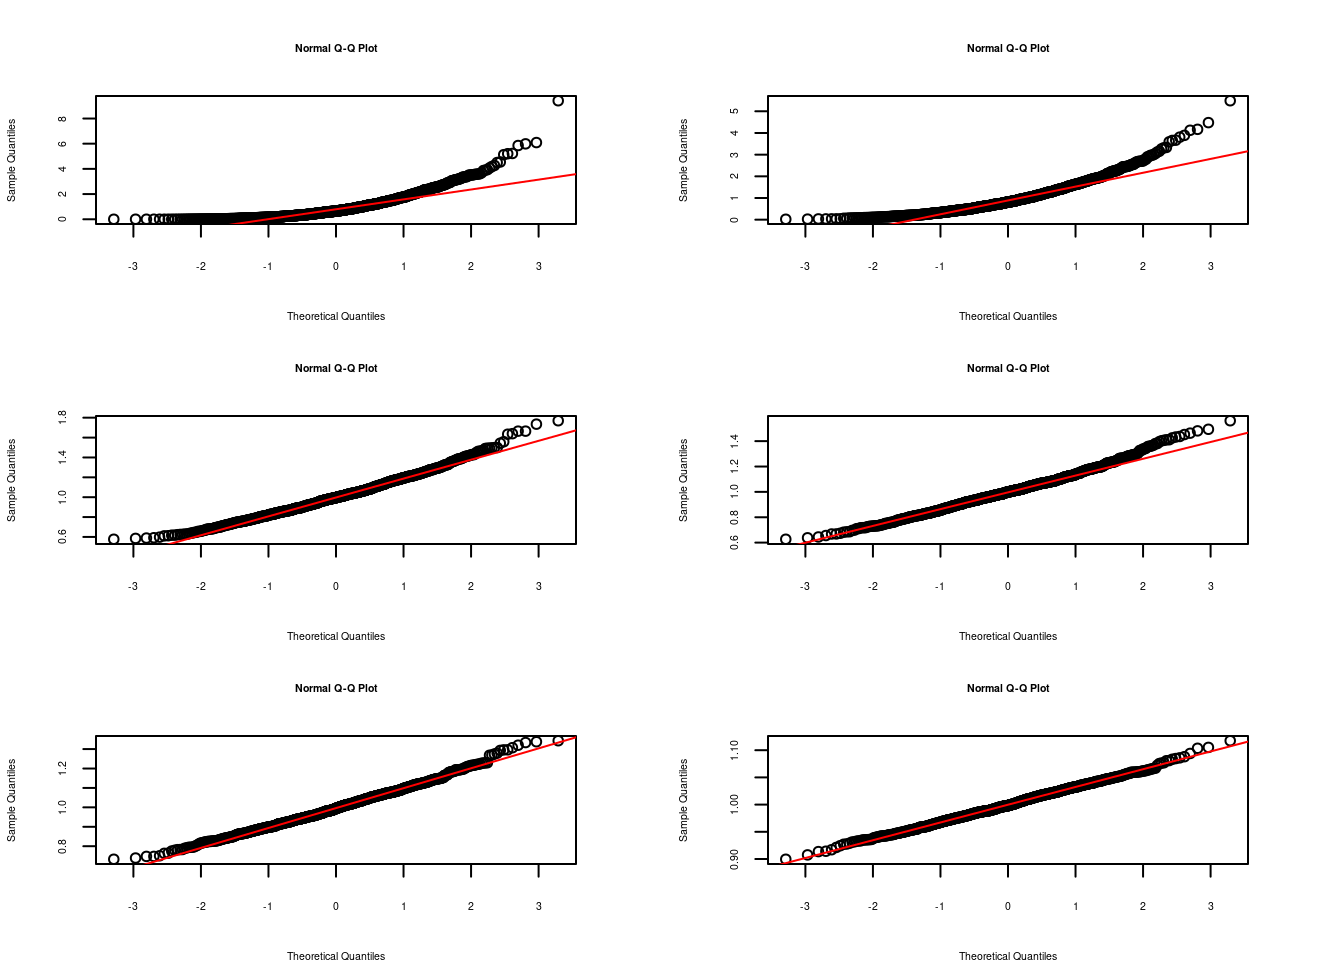 Normal Q-Q Plot
Sample Quantiles
8
6
4
2
0
-3 -2 -1 0 1 2 3
Theoretical Quantiles
Normal Q-Q Plot
Sample Quantiles
5
4
3
2
1
0
-3 -2 -1 0 1 2 3
Theoretical Quantiles
Normal Q-Q Plot
Sample Quantiles
1.8
1.4
1.0
0.6
-3 -2 -1 0 1 2 3
Theoretical Quantiles
Normal Q-Q Plot
Sample Quantiles
1.4
1.2
1.0
0.8
0.6
-3 -2 -1 0 1 2 3
Theoretical Quantiles
Normal Q-Q Plot
Sample Quantiles
1.2
1.0
0.8
-3 -2 -1 0 1 2 3
Theoretical Quantiles
Normal Q-Q Plot
Sample Quantiles
1.10
1.00
0.90
-3 -2 -1 0 1 2 3
Theoretical Quantiles